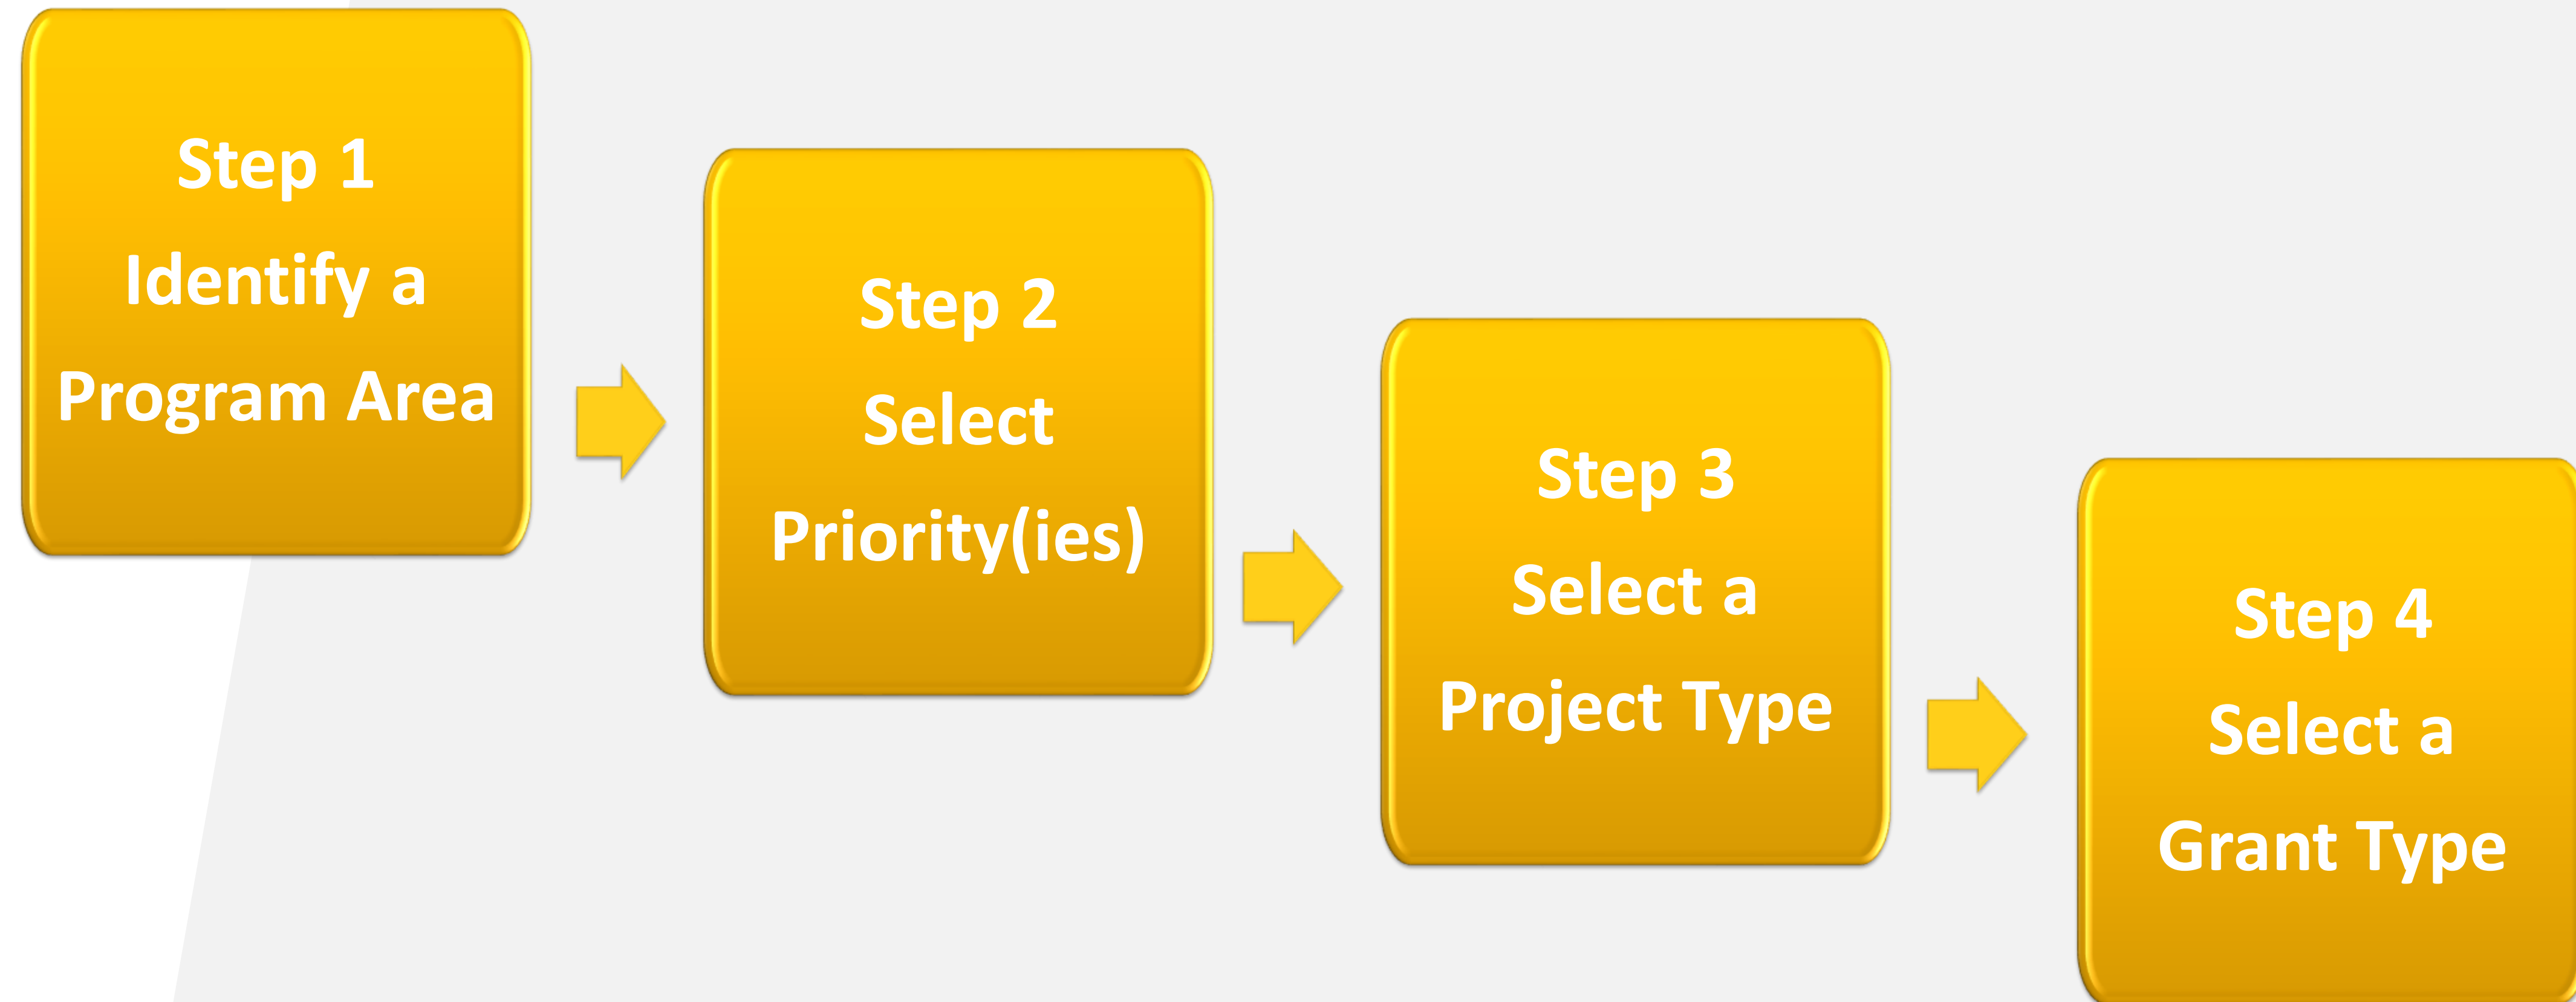 Step 1
Identify a
Program Area
Step 2
Select
Priority(ies)
Step 3
Select a
Project Type
Step 4
Select a
Grant Type